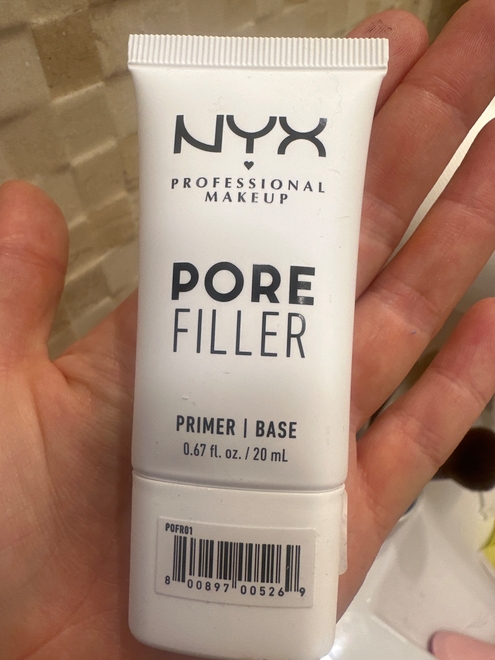 NYX
PROFESSIONAL
MAKEUP
PORE
FILLER
PRIMER | BASE
0.67 fl. oz. / 20 mL
POFR01
8 00897 00526 9